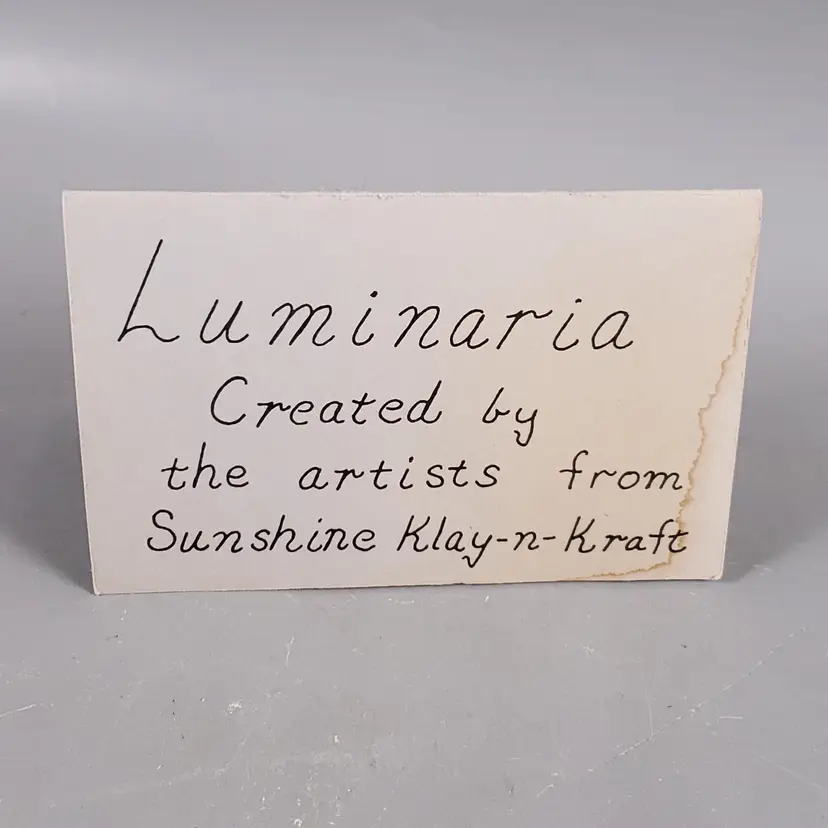 Luminaria
Created by
the artists from
Sunshine Klay-n-Kraft